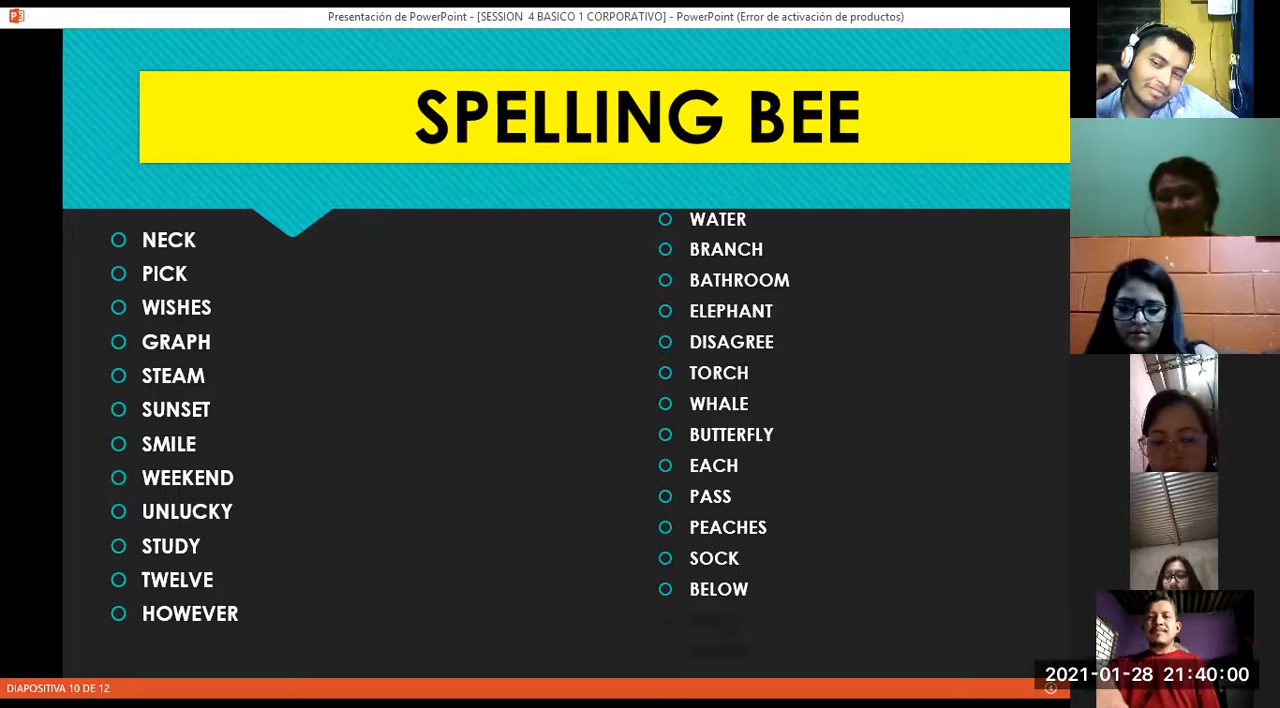 Presentación de PowerPoint - [SESSION 4 BASICO 1 CORPORATIVO] - PowerPoint (Error de activación de productos)
SPELLING BEE
NECK
PICK
WISHES
GRAPH
STEAM
SUNSET
SMILE
WEEKEND
UNLUCKY
STUDY
TWELVE
HOWEVER
WATER
BRANCH
BATHROOM
ELEPHANT
DISAGREE
TORCH
WHALE
BUTTERFLY
EACH
PASS
PEACHES
SOCK
BELOW
DIAPOSITIVA 10 DE 12
2021-01-28 21:40:00